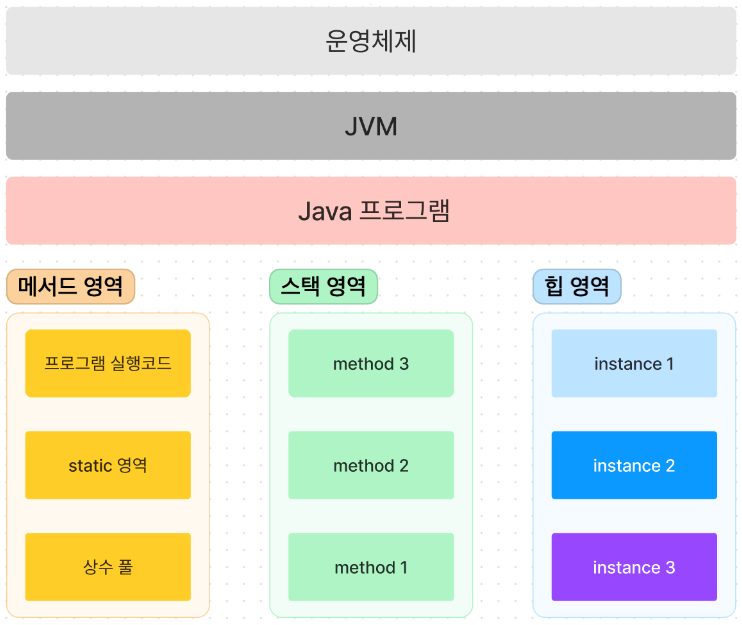 운영체제
JVM
Java 프로그램
메서드 영역
프로그램 실행코드
static 영역
상수 풀
스택 영역
method 3
method 2
method 1
힙 영역
instance 1
instance 2
instance 3